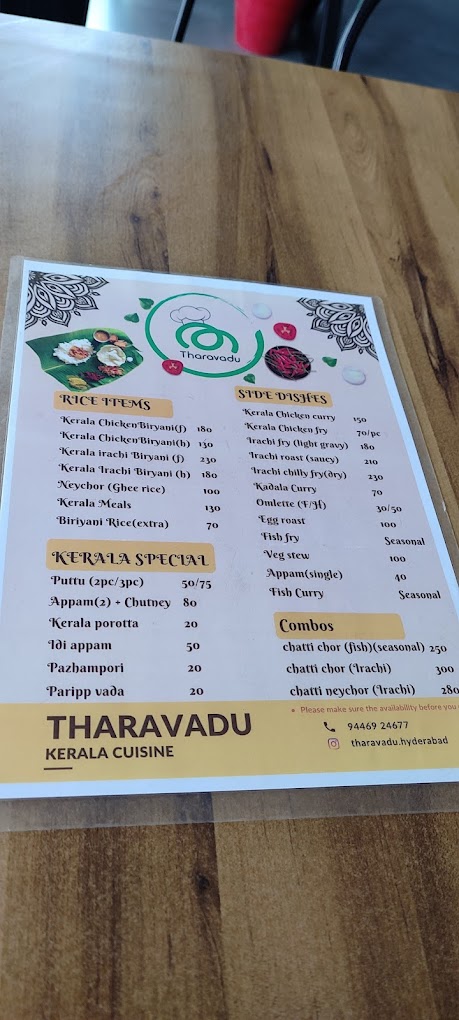 Tharavadu
RICE ITEMS
Kerala ChickenBiryani(f) 180
Kerala ChickenBiryani(h) 130
Kerala irachi Biryani (f) 230
Kerala Irachi Biryani (h) 180
Neychor (Ghee rice) 100
Kerala Meals 130
Biriyani Rice(extra) 70
KERALA SPECIAL
Puttu (2pc/3pc) 50/75
Appam(2) + Chutney 80
Kerala porotta 20
Idi appam 50
Pazhampori 20
Paripp vada 20
SIDE DISHES
Kerala Chicken curry 150
Kerala Chicken fry 70/pc
Irachi fry (light gravy) 180
Irachi roast (saucy) 210
Irachi chilly fry(dry) 230
Kadala Curry 70
Omlette (F/H) 30/50
Egg roast 100
Fish fry Seasonal
Veg stew 100
Appam(single) 40
Fish Curry Seasonal
Combos
chatti chor (fish)(seasonal) 250
chatti chor (Irachi) 300
chatti neychor (Irachi) 280
* Please make sure the availability before you
THARAVADU
KERALA CUISINE
94469 24677
tharavadu.hyderabad